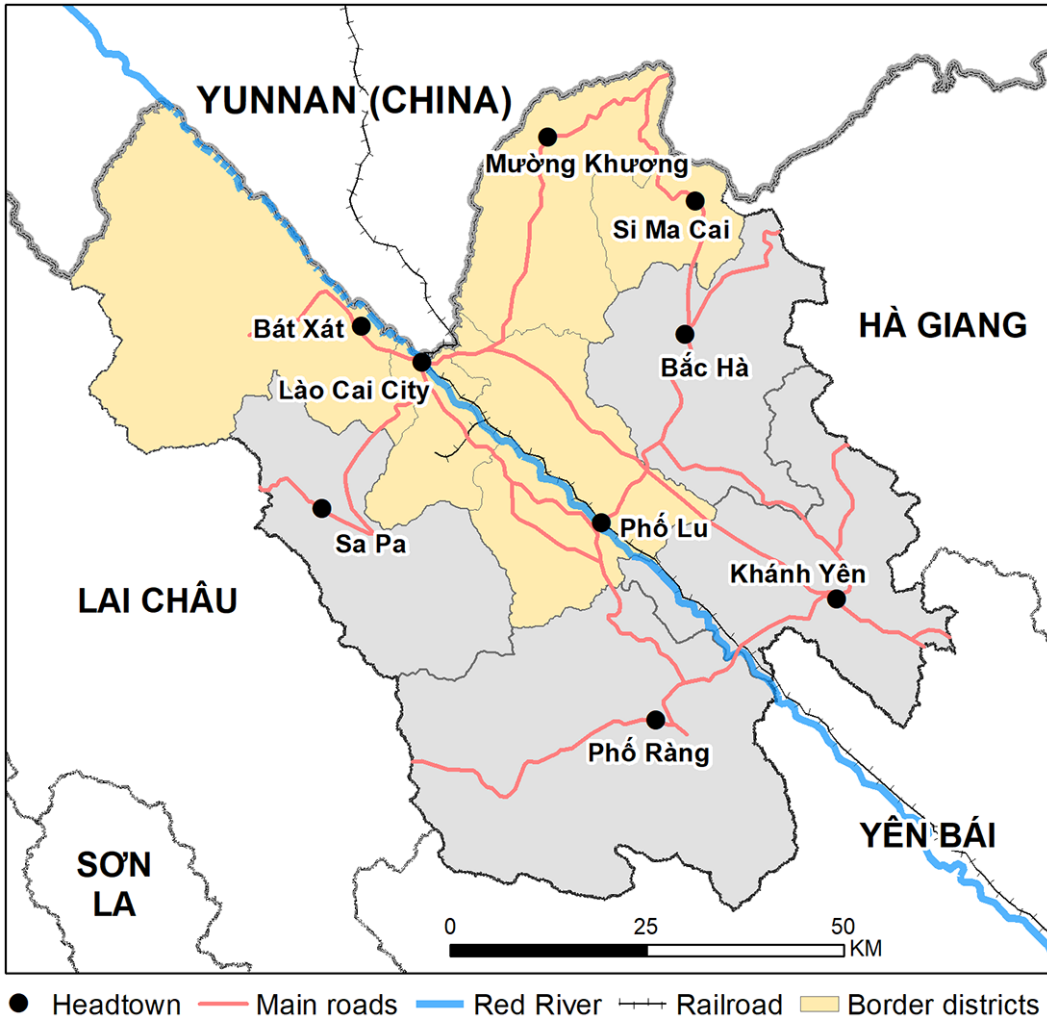 YUNNAN (CHINA)
Mường Khương
Si Ma Cai
Bát Xát
HÀ GIANG
Bắc Hà
Lào Cai City
Sa Pa
Phố Lu
Khánh Yên
LAI CHÂU
Phố Ràng
YÊN BÁI
SƠN
LA
0 25 50
KM
Headtown Main roads Red River Railroad Border districts